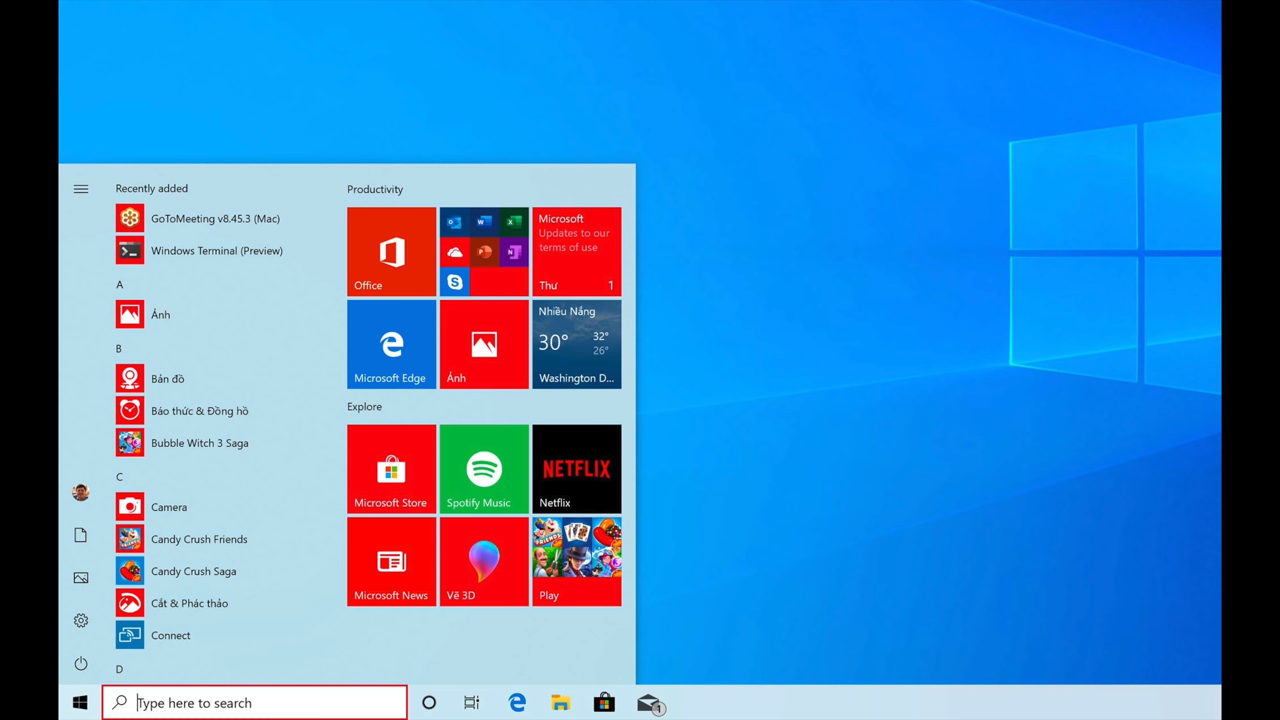 Recently added
GoToMeeting v8.45.3 (Mac)
Windows Terminal (Preview)
A
Ảnh
B
Bản đồ
Báo thức & Đồng hồ
Bubble Witch 3 Saga
C
Camera
Candy Crush Friends
Candy Crush Saga
Cắt & Phác thảo
Connect
D
Productivity
Office
Microsoft
Updates to our
terms of use
Thư 1
Microsoft Edge
Ảnh
Nhiều Nắng
30° 32°
26°
Washington D...
Explore
Microsoft Store
Spotify Music
NETFLIX
Netflix
Microsoft News
Vẽ 3D
Play
Type here to search
1